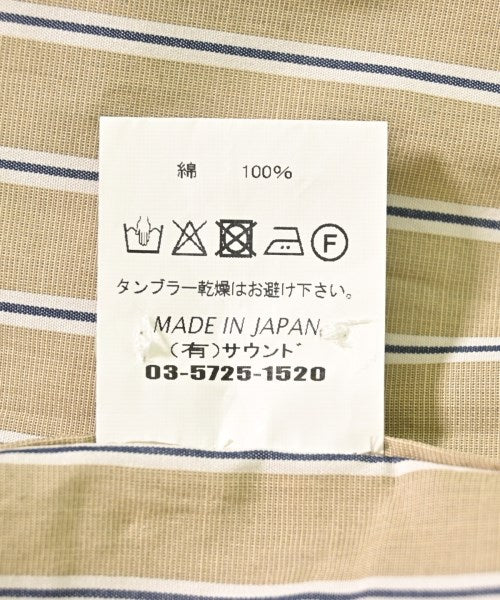 綿 100%
F
タンブラー乾燥はお避け下さい。
MADE IN JAPAN
(有)サウンド
03-5725-1520